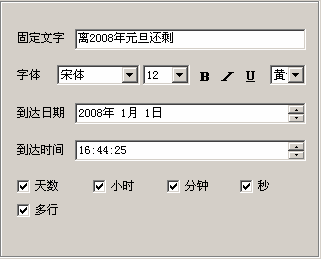 固定文字 离2008年元旦还剩
字体 宋体 12 B I U 黄
到达日期 2008年 1月 1日
到达时间 16:44:25
天数 小时 分钟 秒
多行